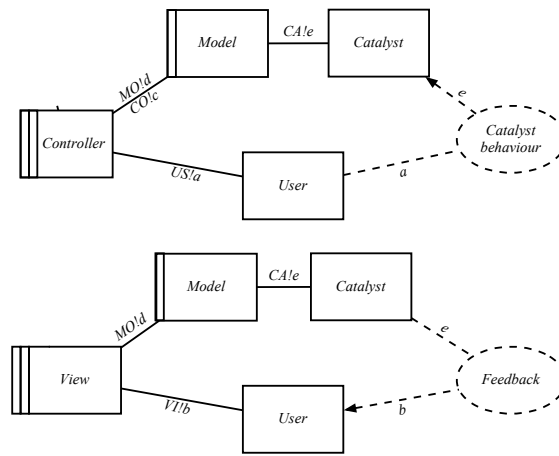 Model
CA!e
Catalyst
MO!d
CO!c
e
Controller
Catalyst
behaviour
US!a
User
a
Model
CA!e
Catalyst
MO!d
e
View
Feedback
VI!b
User
b